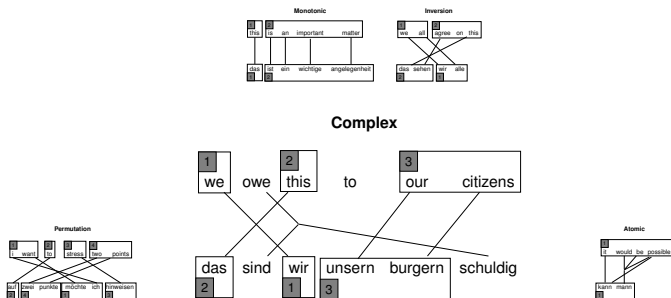 Monotonic
1 2
this is an important matter
das ist ein wichtige angelegenheit
1 2
Inversion
1 2
we all agree on this
das sehen wir alle
2 1
Complex
1 2 3
we owe this to our citizens
das sind wir unsern burgern schuldig
2 1 3
Permutation
1 2 3 4
i want to stress two points
auf zwei punkte möchte ich hinweisen
Atomic
1
it would be possible
kann mann